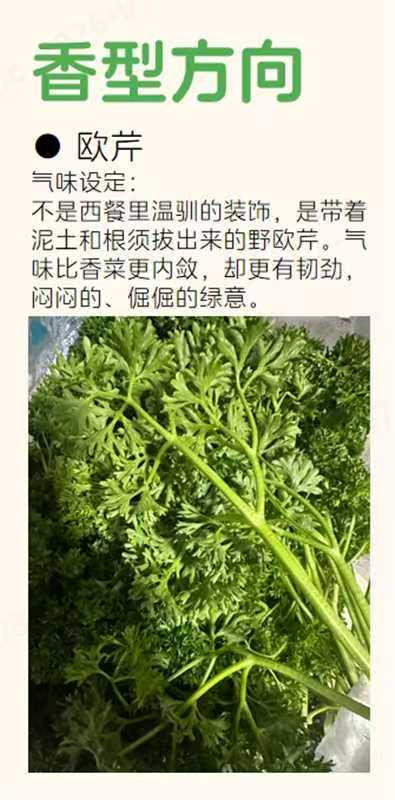 香型方向
● 欧芹
气味设定：
不是西餐里温驯的装饰，是带着
泥土和根须拔出来的野欧芹。气
味比香菜更内敛，却更有韧劲，
闷闷的、倔倔的绿意。